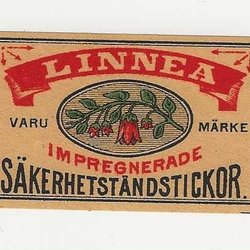 LINNEA
VARU MÄRKE
IMPREGNERADE
SÄKERHETSTÄNDSTICKOR